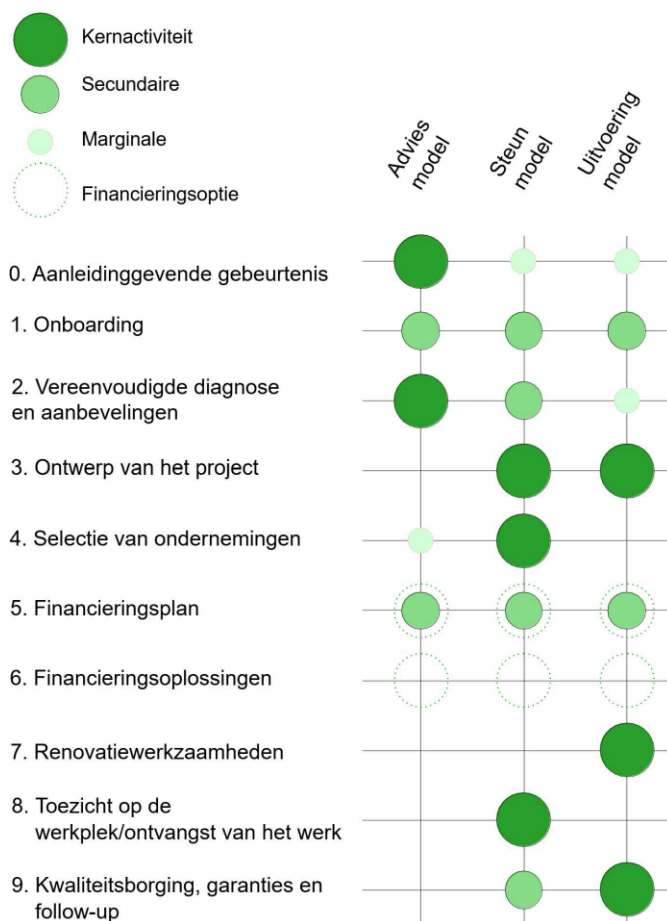 Kernactiviteit
Secundaire
Marginale
Financieringsoptie
Advies
model
Steun
model
Uitvoering
model
0. Aanleidinggevende gebeurtenis
1. Onboarding
2. Vereenvoudigde diagnose
en aanbevelingen
3. Ontwerp van het project
4. Selectie van ondernemingen
5. Financieringsplan
6. Financieringsoplossingen
7. Renovatiewerkzaamheden
8. Toezicht op de
werkplek/ontvangst van het werk
9. Kwaliteitsborging, garanties en
follow-up